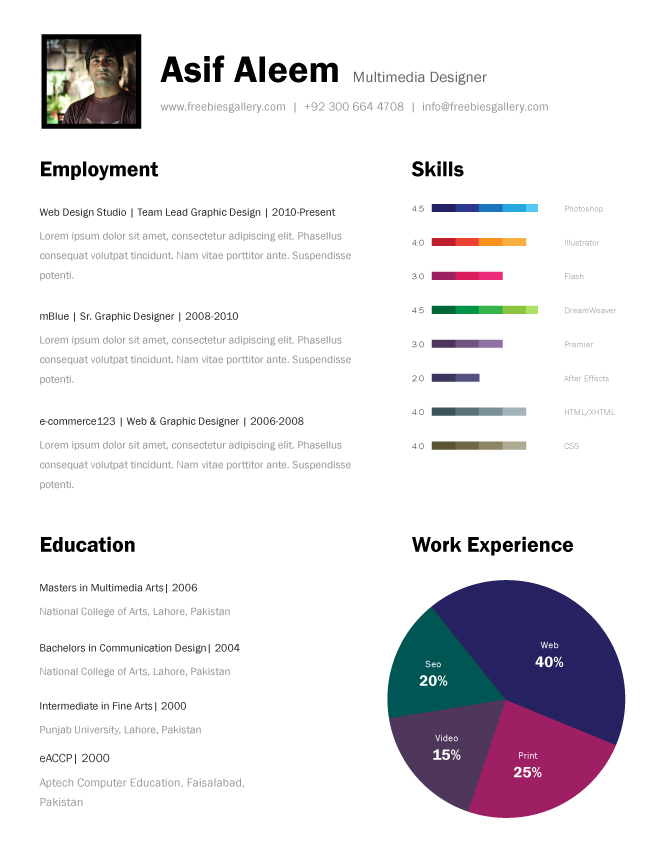 Asif Aleem Multimedia Designer
www.freebiesgallery.com | +92 300 664 4708 | info@freebiesgallery.com
Employment
Web Design Studio | Team Lead Graphic Design | 2010-Present
Lorem ipsum dolor sit amet, consectetur adipiscing elit. Phasellus
consequat volutpat tincidunt. Nam vitae porttitor ante. Suspendisse
potenti.
mBlue | Sr. Graphic Designer | 2008-2010
Lorem ipsum dolor sit amet, consectetur adipiscing elit. Phasellus
consequat volutpat tincidunt. Nam vitae porttitor ante. Suspendisse
potenti.
e-commerce123 | Web & Graphic Designer | 2006-2008
Lorem ipsum dolor sit amet, consectetur adipiscing elit. Phasellus
consequat volutpat tincidunt. Nam vitae porttitor ante. Suspendisse
potenti.
Skills
4.5 Photoshop
4.0 Illustrator
3.0 Flash
4.5 DreamWeaver
3.0 Premier
2.0 After Effects
4.0 HTML/XHTML
4.0 CSS
Education
Masters in Multimedia Arts| 2006
National College of Arts, Lahore, Pakistan
Bachelors in Communication Design| 2004
National College of Arts, Lahore, Pakistan
Intermediate in Fine Arts| 2000
Punjab University, Lahore, Pakistan
eACCP| 2000
Aptech Computer Education, Faisalabad,
Pakistan
Work Experience
Web
40%
Seo
20%
Video
15%
Print
25%